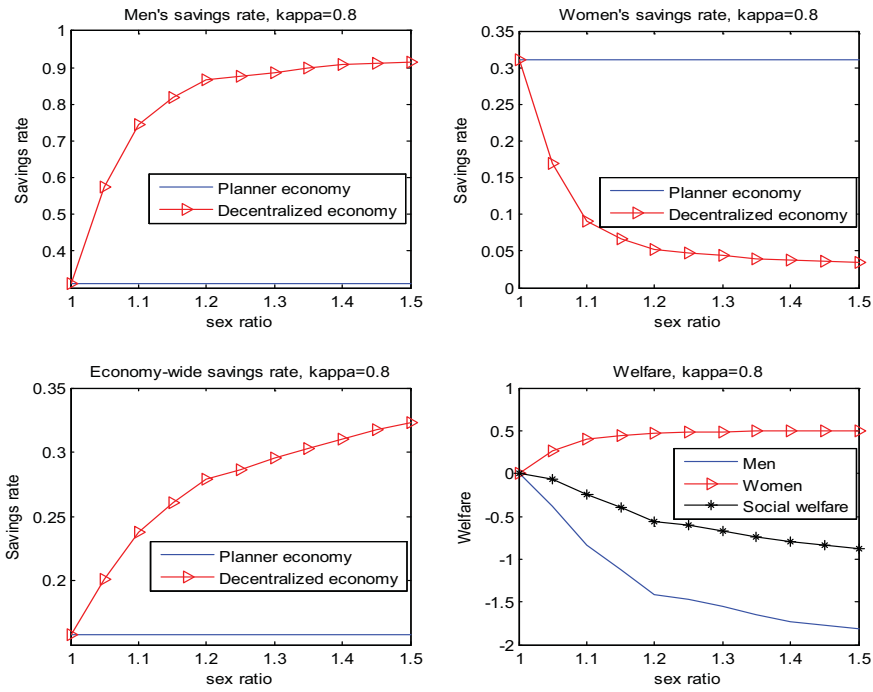 Men's savings rate, kappa=0.8
Savings rate
1
0.9
0.8
0.7
0.6
0.5
0.4
Planner economy
Decentralized economy
1 1.1 1.2 1.3 1.4 1.5
sex ratio
Women's savings rate, kappa=0.8
Savings rate
0.35
0.3
0.25
0.2
0.15
0.1
0.05
0
Planner economy
Decentralized economy
1 1.1 1.2 1.3 1.4 1.5
sex ratio
Economy-wide savings rate, kappa=0.8
Savings rate
0.35
0.3
0.25
0.2
Planner economy
Decentralized economy
1 1.1 1.2 1.3 1.4 1.5
sex ratio
Welfare, kappa=0.8
Welfare
1
0.5
0
-0.5
-1
-1.5
-2
Men
Women
Social welfare
1 1.1 1.2 1.3 1.4 1.5
sex ratio